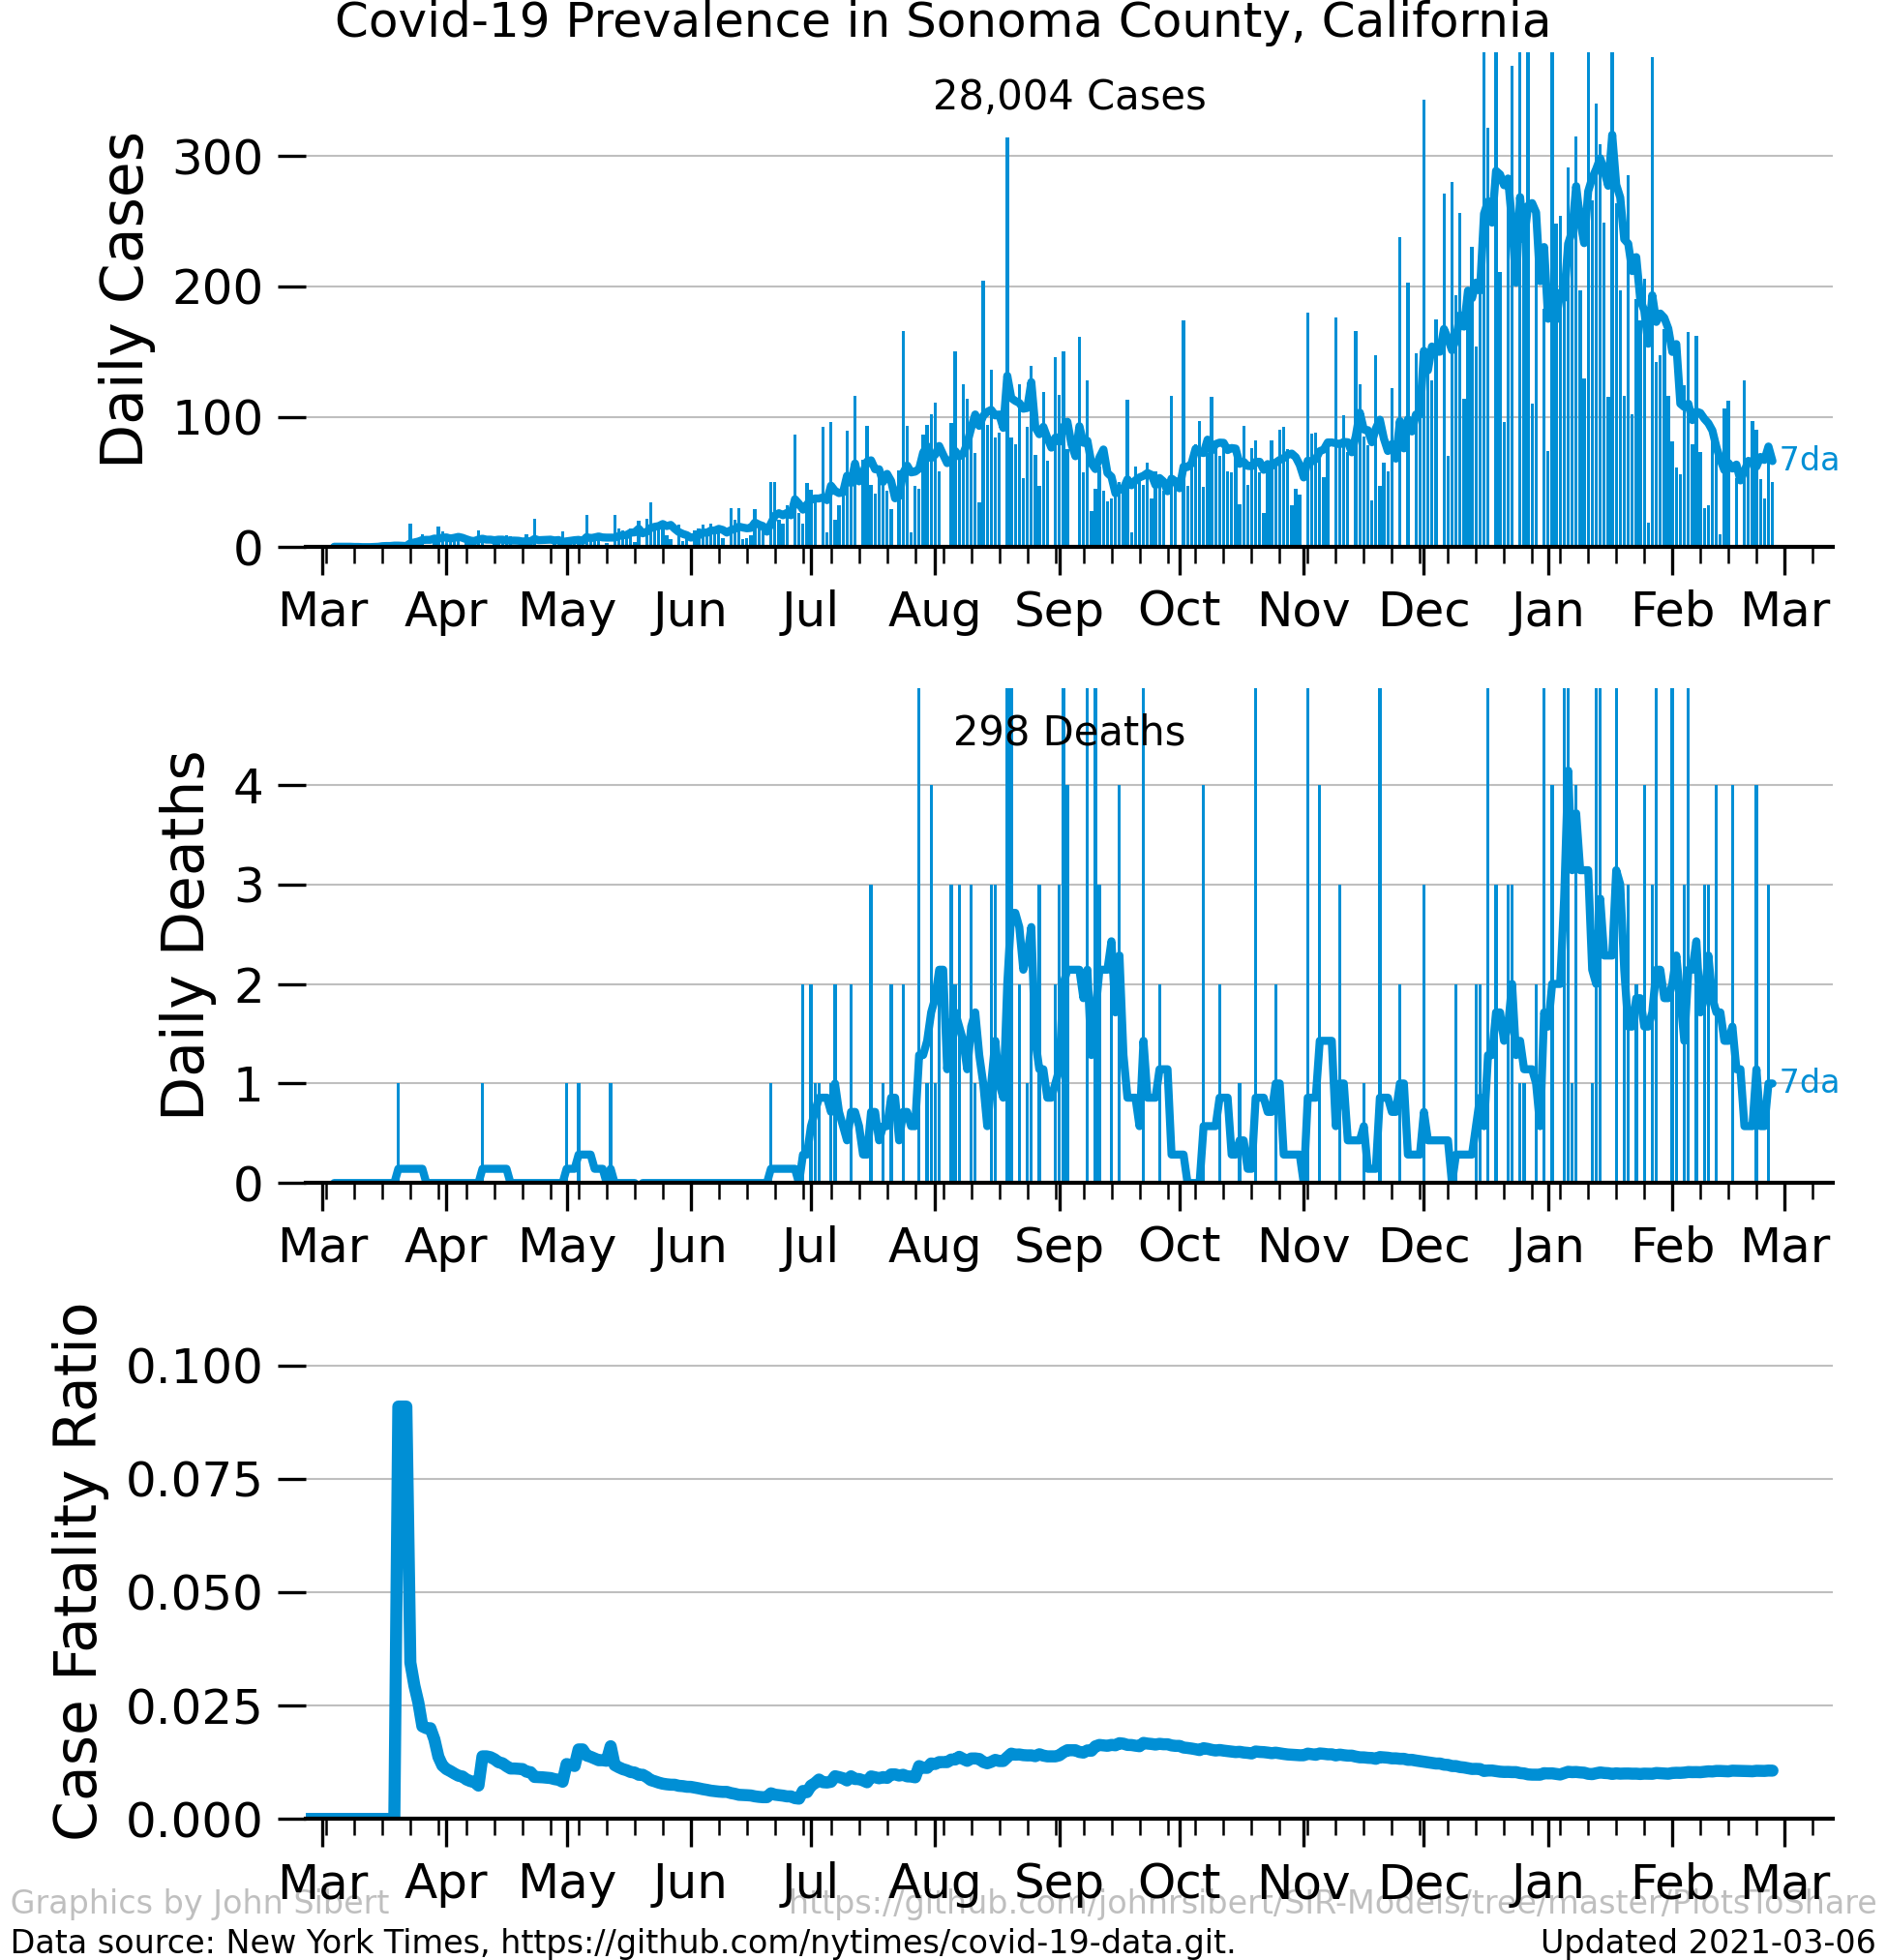 Covid-19 Prevalence in Sonoma County, California
28,004 Cases
Daily Cases
300
200
100
0
7da
Mar Apr May Jun Jul Aug Sep Oct Nov Dec Jan Feb Mar
298 Deaths
Daily Deaths
4
3
2
1
0
7da
Mar Apr May Jun Jul Aug Sep Oct Nov Dec Jan Feb Mar
Case Fatality Ratio
0.100
0.075
0.050
0.025
0.000
Mar Apr May Jun Jul Aug Sep Oct Nov Dec Jan Feb Mar
Graphics by John Sibert https://github.com/johnrsibert/SIR-Models/tree/master/PlotsToShare
Data source: New York Times, https://github.com/nytimes/covid-19-data.git. Updated 2021-03-06